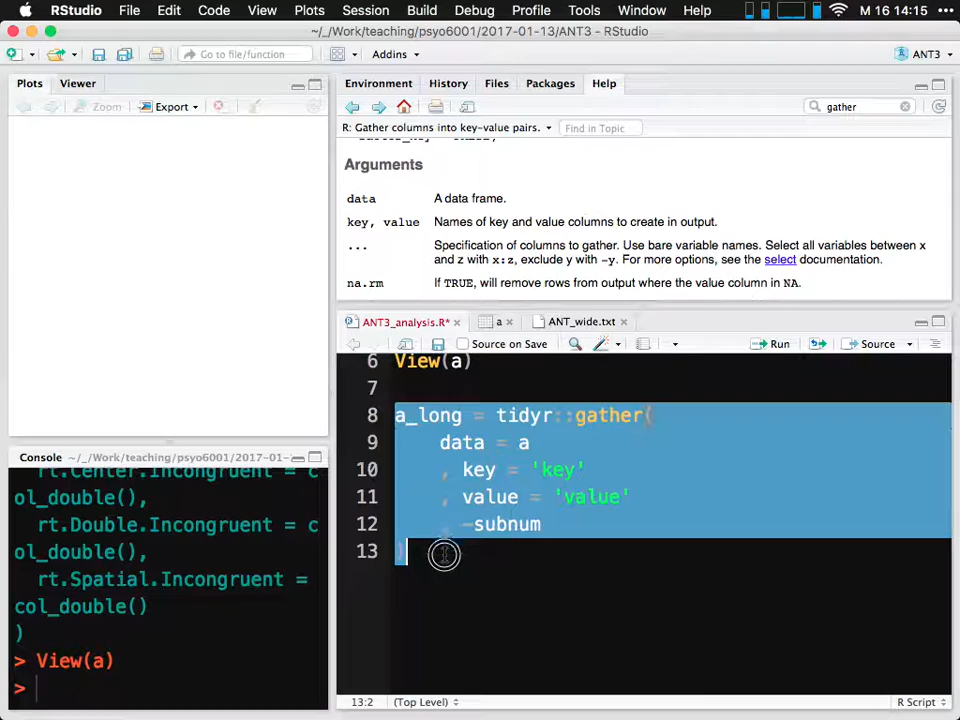 RStudio File Edit Code View Plots Session Build Debug Profile Tools Window Help M 16 14:15
~/_/Work/teaching/psyo6001/2017-01-13/ANT3 - RStudio
Go to file/function Addins ANT3
Plots Viewer
Zoom Export
Environment History Files Packages Help
gather
R: Gather columns into key-value pairs. Find in Topic
Arguments
data A data frame.
key, value Names of key and value columns to create in output.
... Specification of columns to gather. Use bare variable names. Select all variables between x
and z with x:z, exclude y with -y. For more options, see the select documentation.
na.rm If TRUE, will remove rows from output where the value column in NA.
ANT3_analysis.R* a ANT_wide.txt
Source on Save Run Source
6 View(a)
7
8 a_long = tidyr::gather(
9 data = a
10 , key = 'key'
11 , value = 'value'
12 , -subnum
13 )
13:2 (Top Level) R Script
Console ~/_/Work/teaching/psyo6001/2017-01-
rt.Center.Incongruent = c
ol_double(),
rt.Double.Incongruent = c
ol_double(),
rt.Spatial.Incongruent =
col_double()
)
> View(a)
>